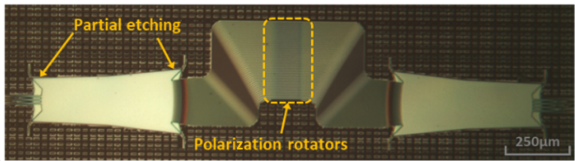 Partial etching
Polarization rotators
250μm